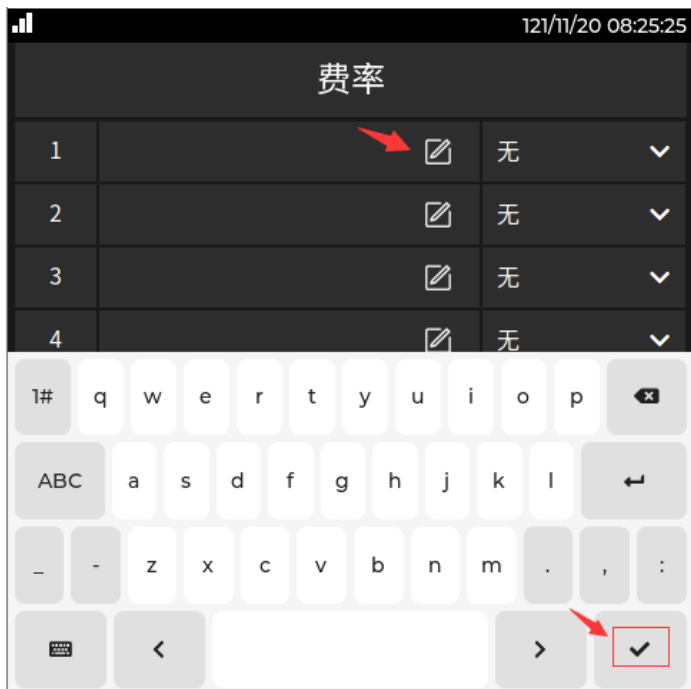 121/11/20 08:25:25
费率
1 无
2 无
3 无
4 无
1# q w e r t y u i o p
ABC a s d f g h j k l
_ - z x c v b n m . , :